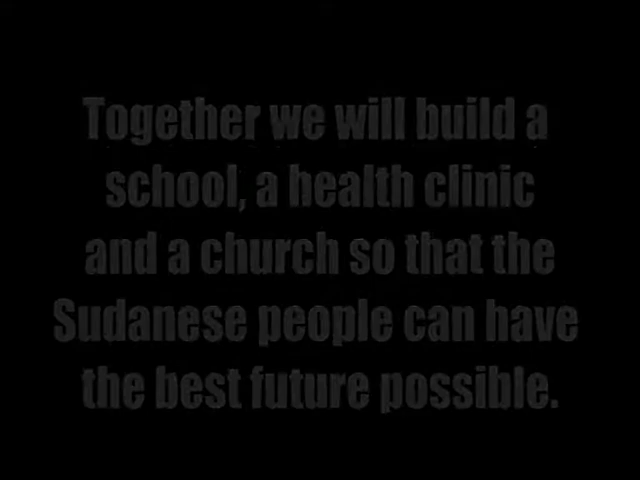 Together we will build a
school, a health clinic
and a church so that the
Sudanese people can have
the best future possible.